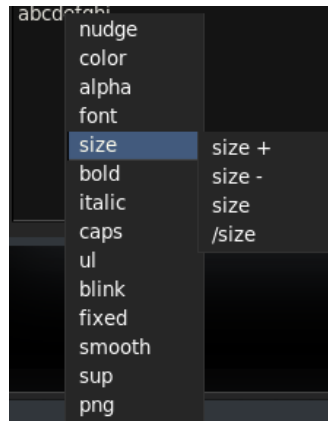 abcdefghi
nudge
color
alpha
font
size
bold
italic
caps
ul
blink
fixed
smooth
sup
png
size +
size -
size
/size